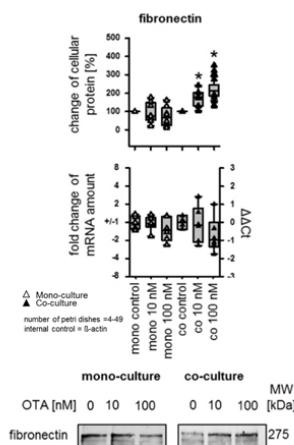 fibronectin
change of cellular
protein [%]
500
400
300
200
100
0
* *
fold change of
mRNA amount
8
4
2
+/-1
-2
-4
-8
3
2
1
0
-1
-2
-3
ΔΔCt
mono control
mono 10 nM
mono 100 nM
co control
co 10 nM
co 100 nM
△ Mono-culture
▲ Co-culture
number of petri dishes =4-49
internal control = ß-actin
mono-culture co-culture
MW
OTA [nM] 0 10 100 0 10 100 [kDa]
fibronectin 275